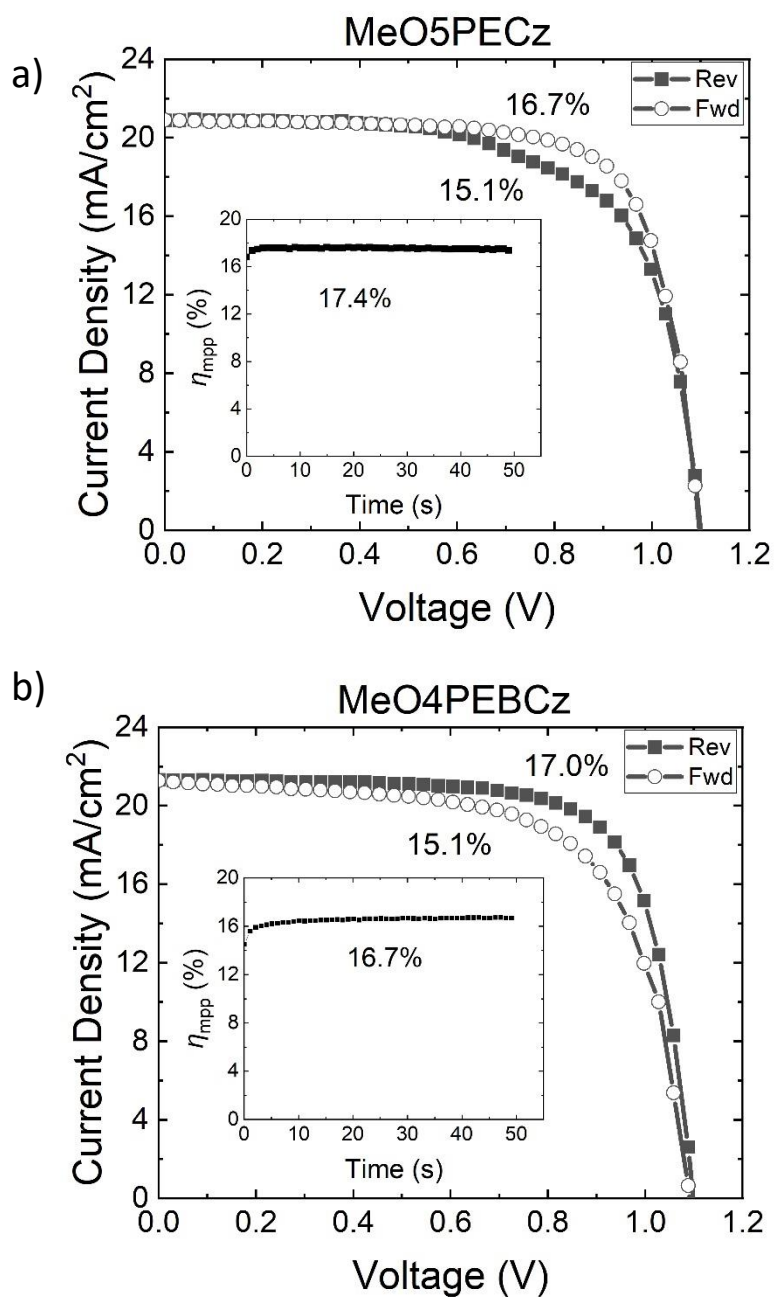 MeO5PECz
a)
24
20
16
12
8
4
0
Current Density (mA/cm²)
Rev
Fwd
16.7%
15.1%
20
16
12
8
4
0
ηmpp (%)
17.4%
0 10 20 30 40 50
Time (s)
0.0 0.2 0.4 0.6 0.8 1.0 1.2
Voltage (V)
b)
MeO4PEBCz
24
20
16
12
8
4
0
Current Density (mA/cm²)
Rev
Fwd
17.0%
15.1%
20
16
12
8
4
0
ηmpp (%)
16.7%
0 10 20 30 40 50
Time (s)
0.0 0.2 0.4 0.6 0.8 1.0 1.2
Voltage (V)